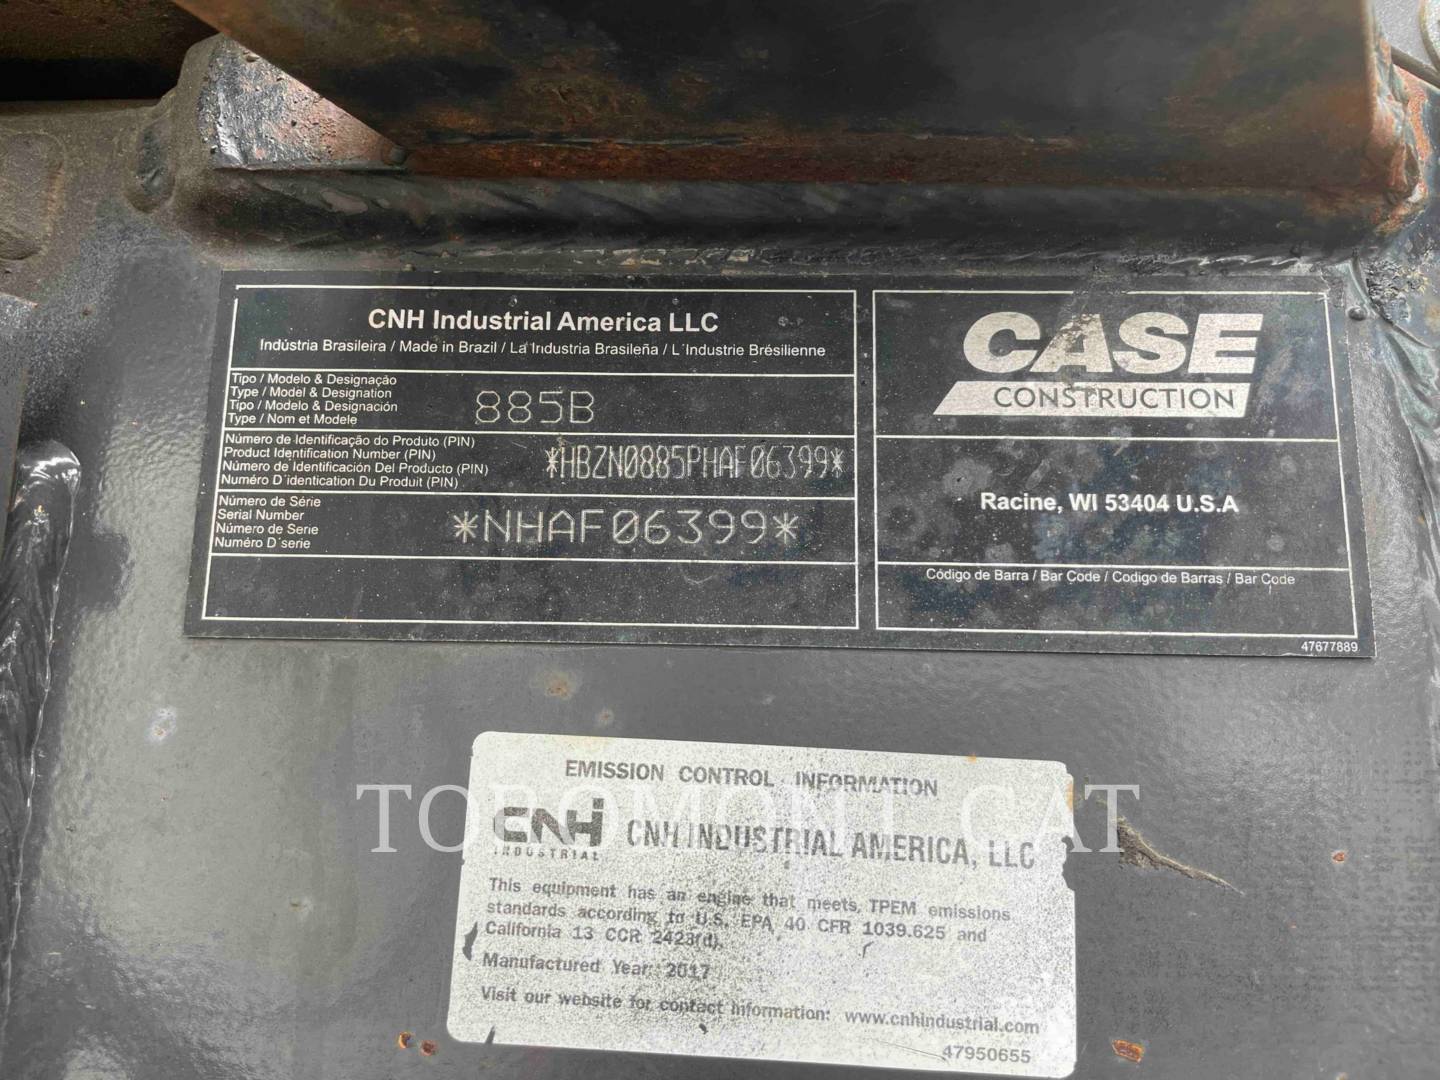 CNH Industrial America LLC
Indústria Brasileira / Made in Brazil / La Industria Brasileña / L´Industrie Brésilienne
Tipo / Modelo & Designação
Type / Model & Designation
Tipo / Modelo & Designación
Type / Nom et Modele
885B
Número de Identificação do Produto (PIN)
Product Identification Number (PIN)
Número de Identificación Del Producto (PIN)
Numéro D´identication Du Produit (PIN)
*HBZN0885PHAF06399*
Número de Série
Serial Number
Número de Serie
Numéro D´serie
*NHAF06399*
CASE
CONSTRUCTION
Racine, WI 53404 U.S.A
Código de Barra / Bar Code / Codigo de Barras / Bar Code
47677889
EMISSION CONTROL INFORMATION
CNH INDUSTRIAL
CNH INDUSTRIAL AMERICA, LLC
This equipment has an engine that meets TPEM emissions
standards according to U.S. EPA 40 CFR 1039.625 and
California 13 CCR 2423(d).
Manufactured Year: 2017
Visit our website for contact information: www.cnhindustrial.com
47950655
TOROMONT CAT